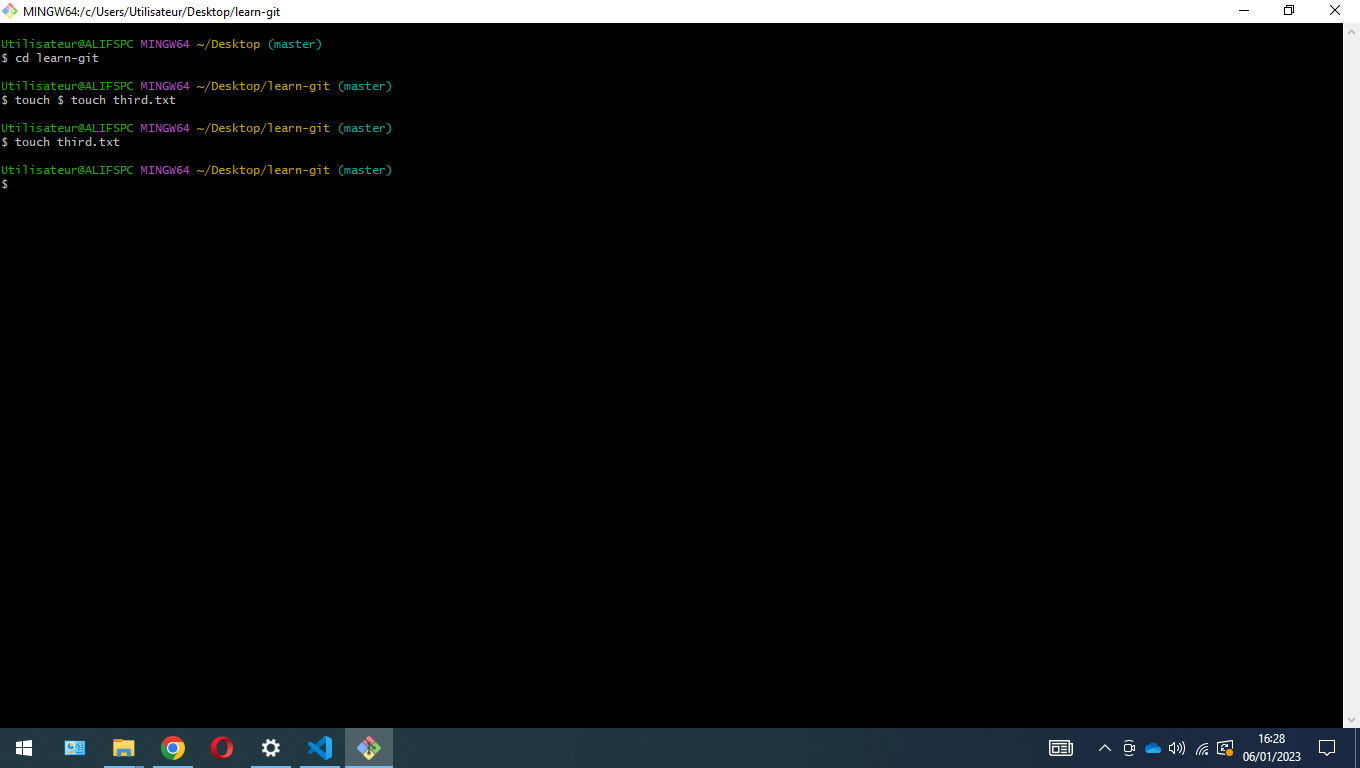 MINGW64:/c/Users/Utilisateur/Desktop/learn-git
Utilisateur@ALIFSPC MINGW64 ~/Desktop (master)
$ cd learn-git
Utilisateur@ALIFSPC MINGW64 ~/Desktop/learn-git (master)
$ touch $ touch third.txt
Utilisateur@ALIFSPC MINGW64 ~/Desktop/learn-git (master)
$ touch third.txt
Utilisateur@ALIFSPC MINGW64 ~/Desktop/learn-git (master)
$
16:28
06/01/2023